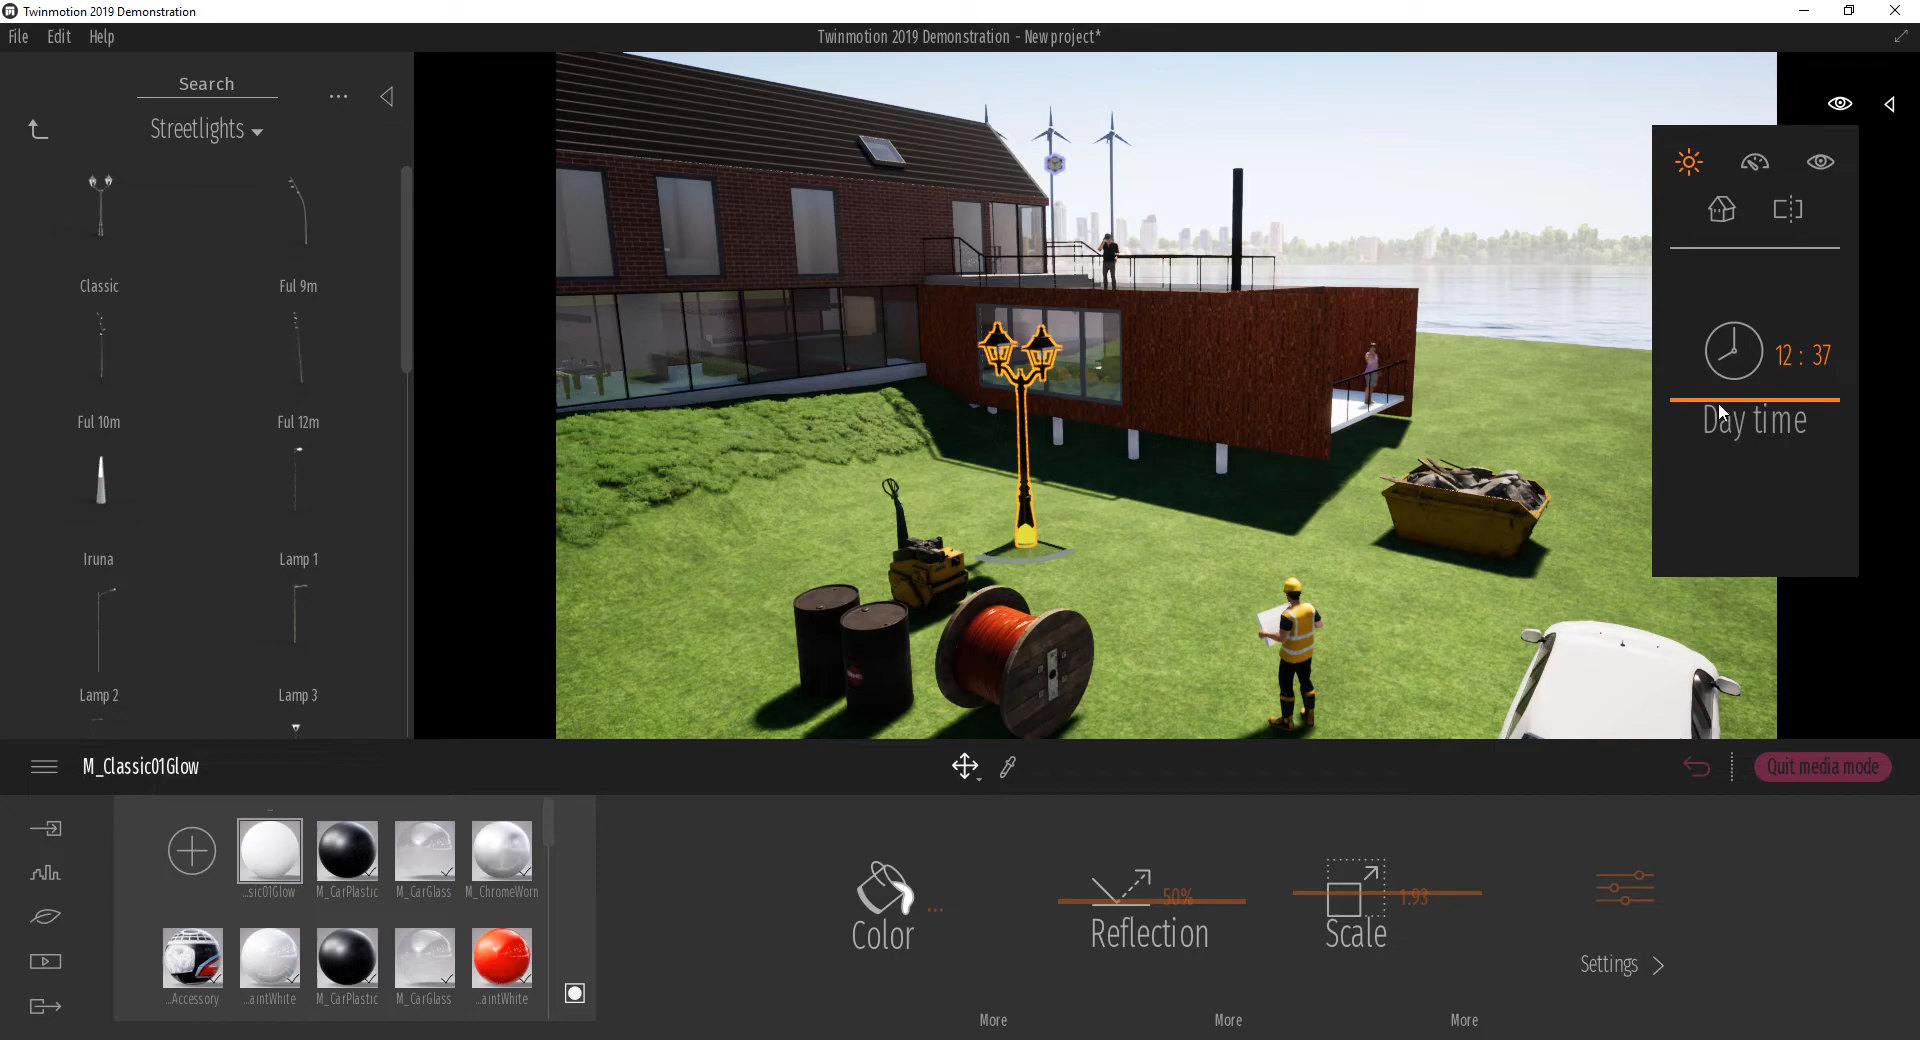 Twinmotion 2019 Demonstration
File Edit Help
Twinmotion 2019 Demonstration - New project*
Search
...
Streetlights
Classic
Ful 9m
Ful 10m
Ful 12m
Iruna
Lamp 1
Lamp 2
Lamp 3
12 : 37
Day time
M_Classic01Glow
Quit media mode
...sic01Glow
M_CarPlastic
M_CarGlass
M_ChromeWorn
...Accessory
...aintWhite
M_CarPlastic
M_CarGlass
...aintWhite
Color
...
50%
Reflection
1.93
Scale
Settings
More
More
More